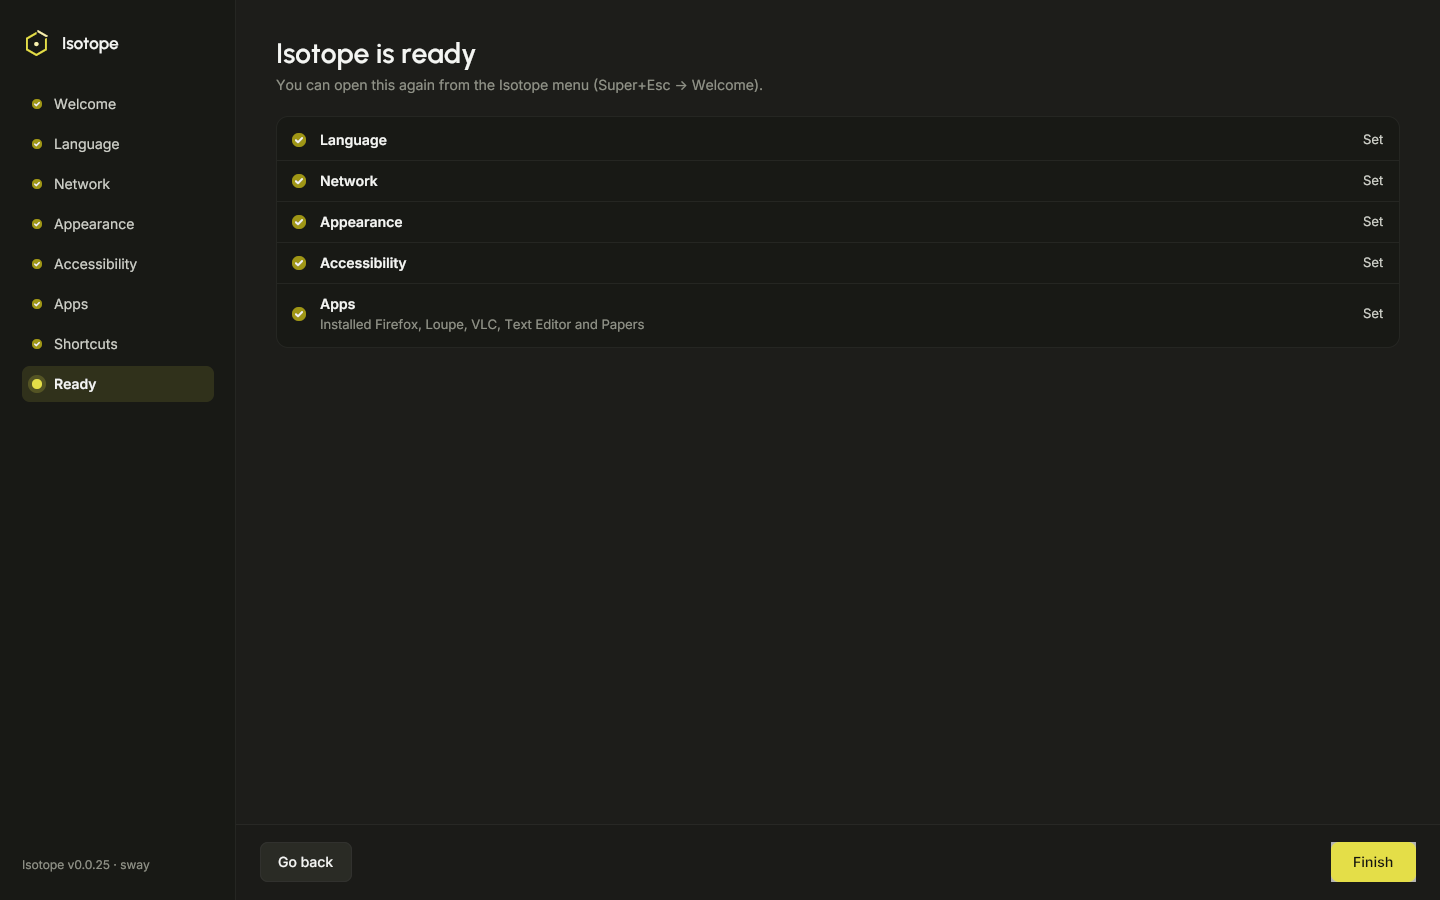 Isotope
Welcome
Language
Network
Appearance
Accessibility
Apps
Shortcuts
Ready
Isotope v0.0.25 · sway
Isotope is ready
You can open this again from the Isotope menu (Super+Esc → Welcome).
Language Set
Network Set
Appearance Set
Accessibility Set
Apps
Installed Firefox, Loupe, VLC, Text Editor and Papers Set
Go back
Finish